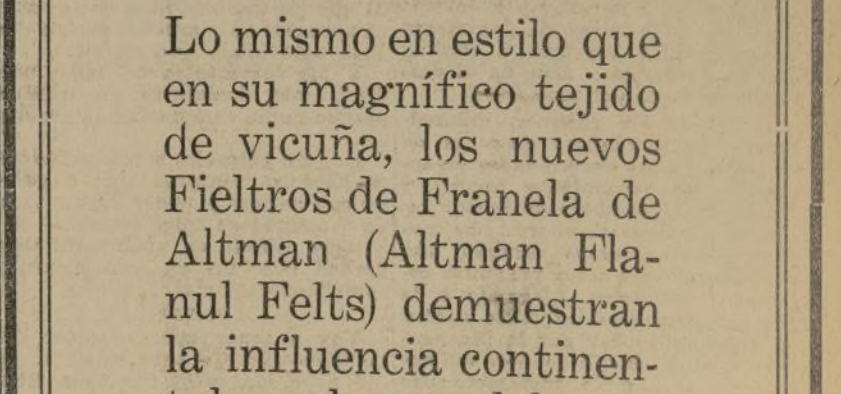 Lo mismo en estilo que
en su magnífico tejido
de vicuña, los nuevos
Fieltros de Franela de
Altman (Altman Fla-
nul Felts) demuestran
la influencia continen-